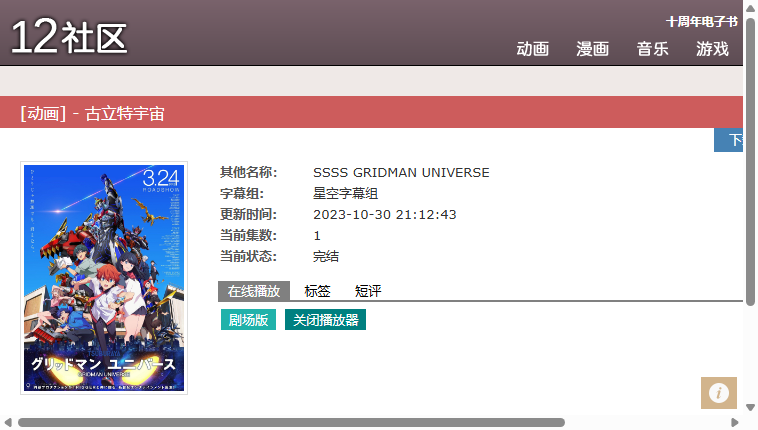 12社区
十周年电子书
动画 漫画 音乐 游戏
[动画] - 古立特宇宙
其他名称: SSSS GRIDMAN UNIVERSE
字幕组: 星空字幕组
更新时间: 2023-10-30 21:12:43
当前集数: 1
当前状态: 完结
在线播放 标签 短评
剧场版 关闭播放器
3.24
ROADSHOW
グリッドマン ユニバース
GRIDMAN UNIVERSE
i